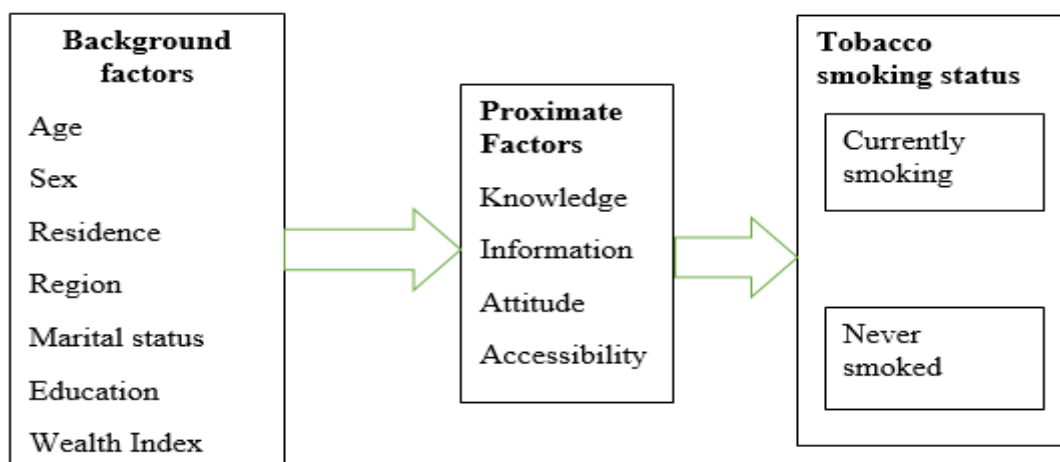 Background
factors
Age
Sex
Residence
Region
Marital status
Education
Wealth Index
Proximate
Factors
Knowledge
Information
Attitude
Accessibility
Tobacco
smoking status
Currently
smoking
Never
smoked